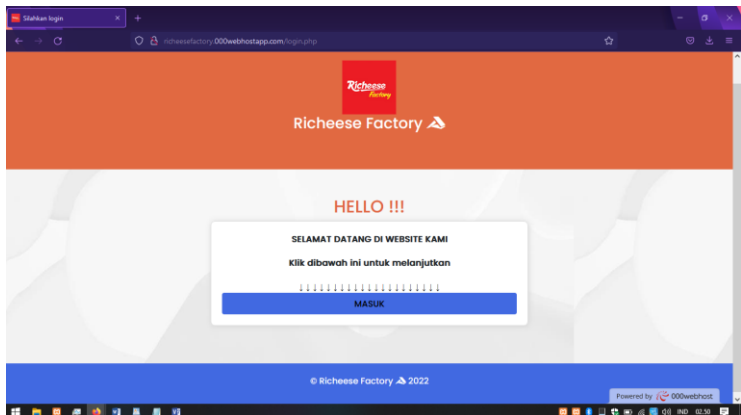 Silahkan login
richeesefactory.000webhostapp.com/login.php
Richeese
Factory
Richeese Factory
HELLO !!!
SELAMAT DATANG DI WEBSITE KAMI
Klik dibawah ini untuk melanjutkan
↓↓↓↓↓↓↓↓↓↓↓↓↓↓↓↓↓↓↓↓↓
MASUK
© Richeese Factory 2022
Powered by 000webhost
IND 02.50